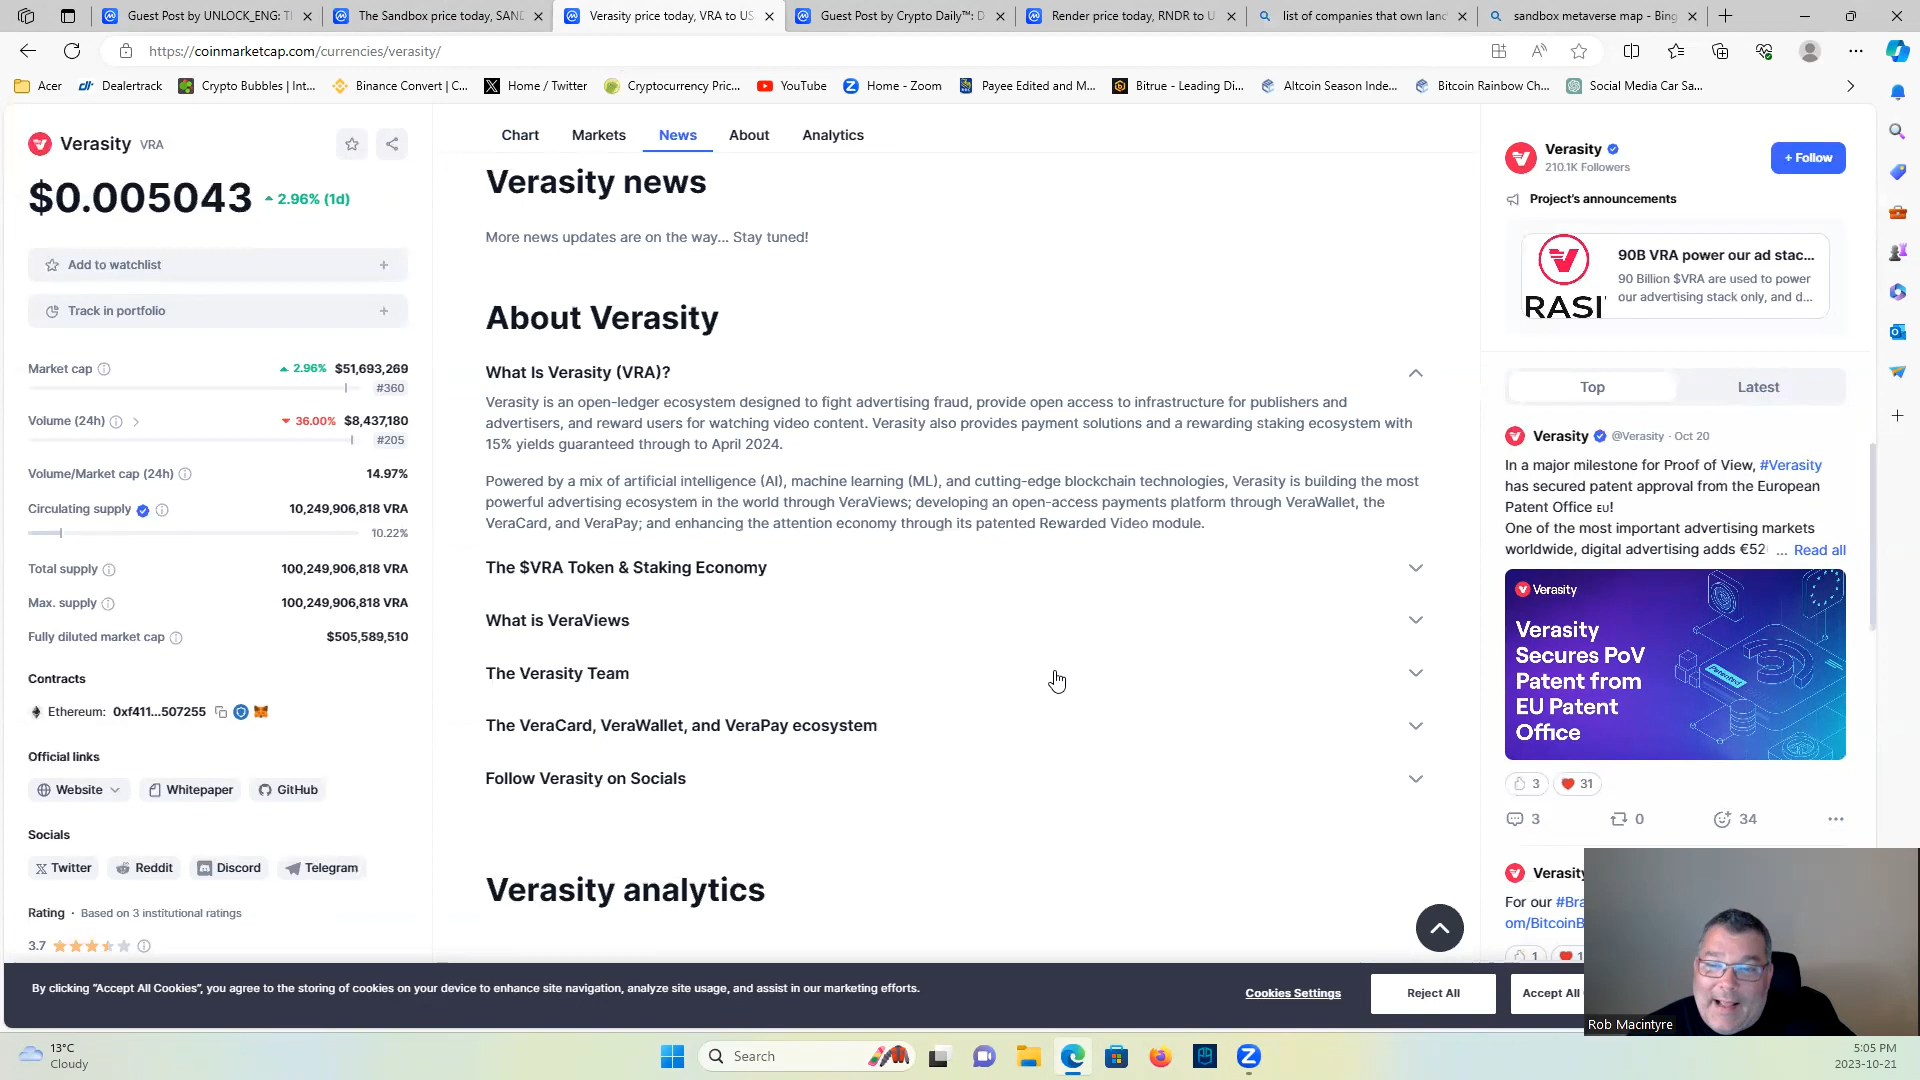 Guest Post by UNLOCK_ENG: Ti
The Sandbox price today, SAND
Verasity price today, VRA to US
Guest Post by Crypto Daily™: D
Render price today, RNDR to U
list of companies that own land
sandbox metaverse map - Bing
https://coinmarketcap.com/currencies/verasity/
Acer
Dealertrack
Crypto Bubbles | Int...
Binance Convert | C...
Home / Twitter
Cryptocurrency Pric...
YouTube
Home - Zoom
Payee Edited and M...
Bitrue - Leading Di...
Altcoin Season Inde...
Bitcoin Rainbow Ch...
Social Media Car Sa...
Verasity VRA
$0.005043 2.96% (1d)
Add to watchlist
Track in portfolio
Market cap 2.96% $51,693,269
#360
Volume (24h) 36.00% $8,437,180
#205
Volume/Market cap (24h) 14.97%
Circulating supply 10,249,906,818 VRA
10.22%
Total supply 100,249,906,818 VRA
Max. supply 100,249,906,818 VRA
Fully diluted market cap $505,589,510
Contracts
Ethereum: 0xf411...507255
Official links
Website Whitepaper GitHub
Socials
Twitter Reddit Discord Telegram
Rating · Based on 3 institutional ratings
3.7
Chart Markets News About Analytics
Verasity news
More news updates are on the way... Stay tuned!
About Verasity
What Is Verasity (VRA)?
Verasity is an open-ledger ecosystem designed to fight advertising fraud, provide open access to infrastructure for publishers and
advertisers, and reward users for watching video content. Verasity also provides payment solutions and a rewarding staking ecosystem with
15% yields guaranteed through to April 2024.
Powered by a mix of artificial intelligence (AI), machine learning (ML), and cutting-edge blockchain technologies, Verasity is building the most
powerful advertising ecosystem in the world through VeraViews; developing an open-access payments platform through VeraWallet, the
VeraCard, and VeraPay; and enhancing the attention economy through its patented Rewarded Video module.
The $VRA Token & Staking Economy
What is VeraViews
The Verasity Team
The VeraCard, VeraWallet, and VeraPay ecosystem
Follow Verasity on Socials
Verasity analytics
Verasity
210.1K Followers
+ Follow
Project's announcements
RASI
90B VRA power our ad stac...
90 Billion $VRA are used to power
our advertising stack only, and d...
Top Latest
Verasity @Verasity · Oct 20
In a major milestone for Proof of View, #Verasity
has secured patent approval from the European
Patent Office EU!
One of the most important advertising markets
worldwide, digital advertising adds €52 ... Read all
Verasity
Verasity
Secures PoV
Patent from
EU Patent
Office
Patented
3 31
3 0 34
Verasity
For our #Bra
om/BitcoinB
1 1
By clicking “Accept All Cookies”, you agree to the storing of cookies on your device to enhance site navigation, analyze site usage, and assist in our marketing efforts.
Cookies Settings
Reject All
Accept All
Rob Macintyre
13°C
Cloudy
Search
5:05 PM
2023-10-21